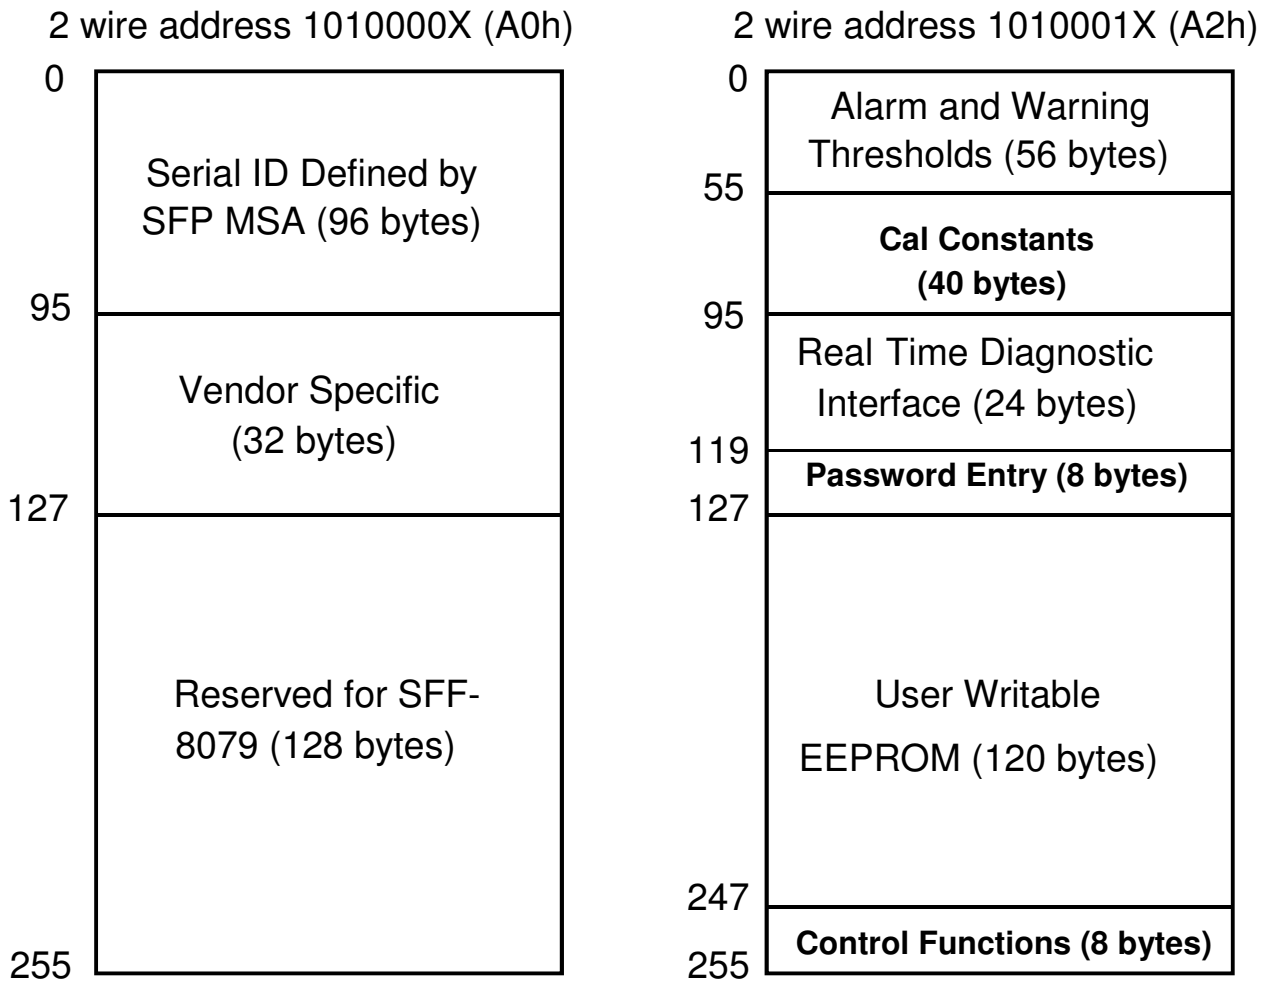 2 wire address 1010000X (A0h)
0
Serial ID Defined by
SFP MSA (96 bytes)
95
Vendor Specific
(32 bytes)
127
Reserved for SFF-
8079 (128 bytes)
255
2 wire address 1010001X (A2h)
0
Alarm and Warning
Thresholds (56 bytes)
55
Cal Constants
(40 bytes)
95
Real Time Diagnostic
Interface (24 bytes)
119
Password Entry (8 bytes)
127
User Writable
EEPROM (120 bytes)
247
Control Functions (8 bytes)
255